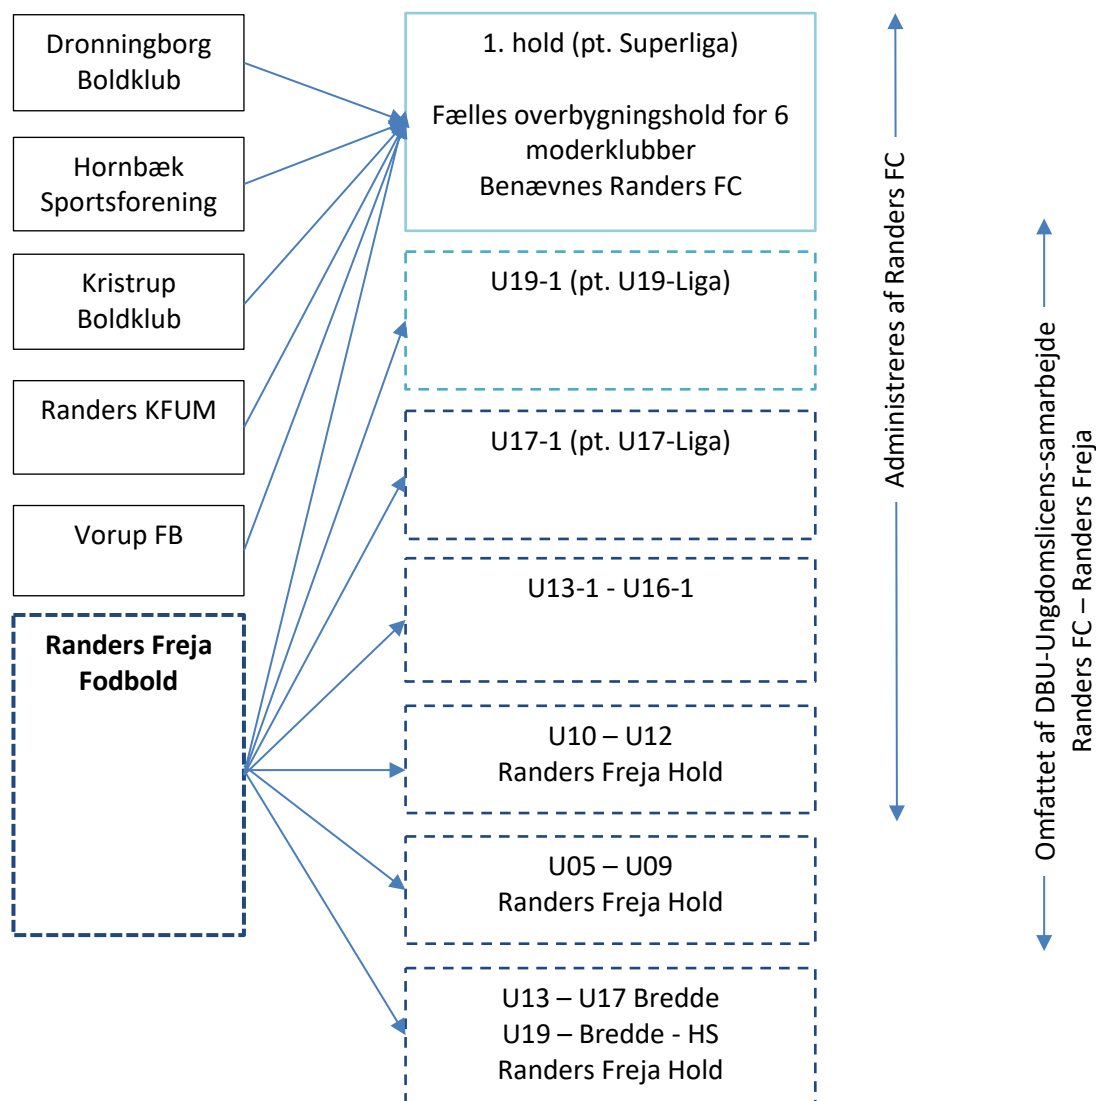 Dronningborg
Boldklub
Hornbæk
Sportsforening
Kristrup
Boldklub
Randers KFUM
Vorup FB
Randers Freja
Fodbold
1. hold (pt. Superliga)
Fælles overbygningshold for 6
moderklubber
Benævnes Randers FC
U19-1 (pt. U19-Liga)
U17-1 (pt. U17-Liga)
U13-1 - U16-1
U10 – U12
Randers Freja Hold
U05 – U09
Randers Freja Hold
U13 – U17 Bredde
U19 – Bredde - HS
Randers Freja Hold
Administreres af Randers FC
Omfattet af DBU-Ungdomslicens-samarbejde
Randers FC – Randers Freja